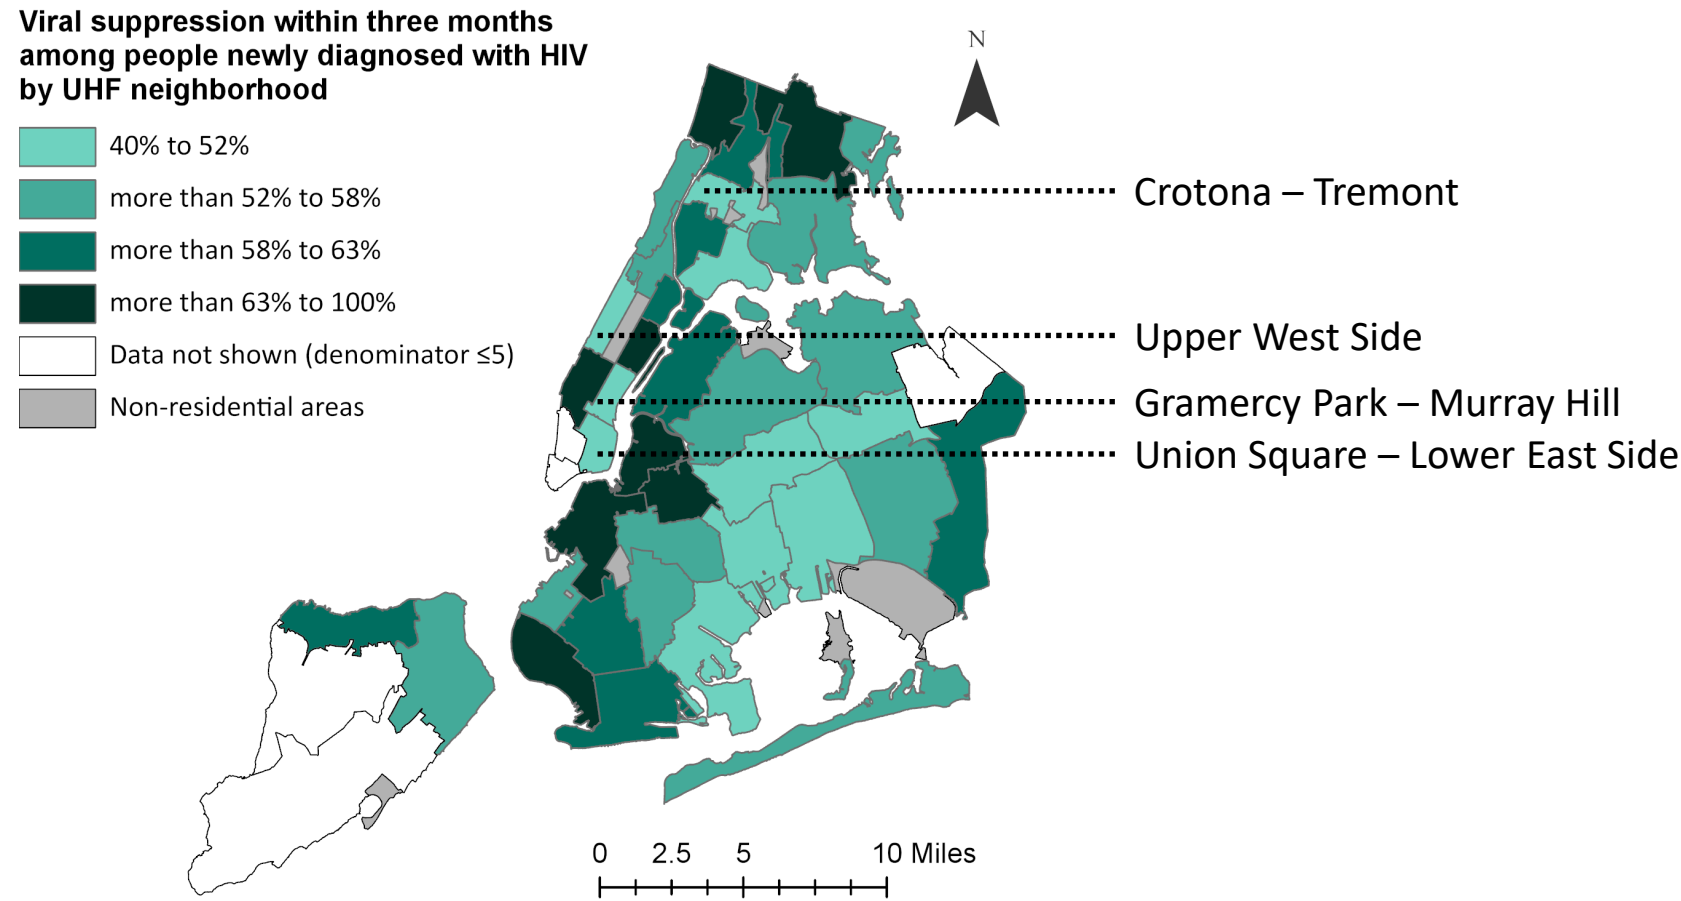 Viral suppression within three months
among people newly diagnosed with HIV
by UHF neighborhood
40% to 52%
more than 52% to 58%
more than 58% to 63%
more than 63% to 100%
Data not shown (denominator ≤5)
Non-residential areas
N
Crotona – Tremont
Upper West Side
Gramercy Park – Murray Hill
Union Square – Lower East Side
0 2.5 5 10 Miles